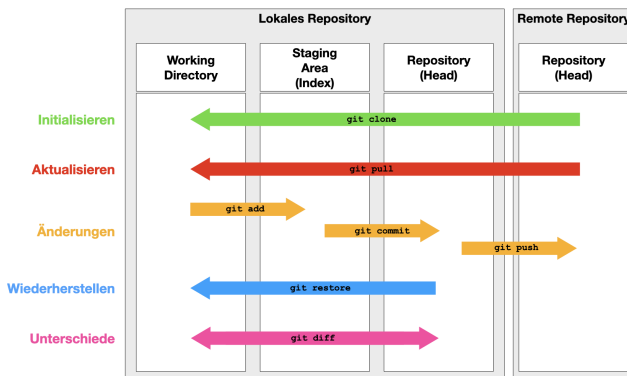 Lokales Repository
Remote Repository
Working
Directory
Staging
Area
(Index)
Repository
(Head)
Repository
(Head)
Initialisieren
git clone
Aktualisieren
git pull
git add
Änderungen
git commit
git push
Wiederherstellen
git restore
Unterschiede
git diff